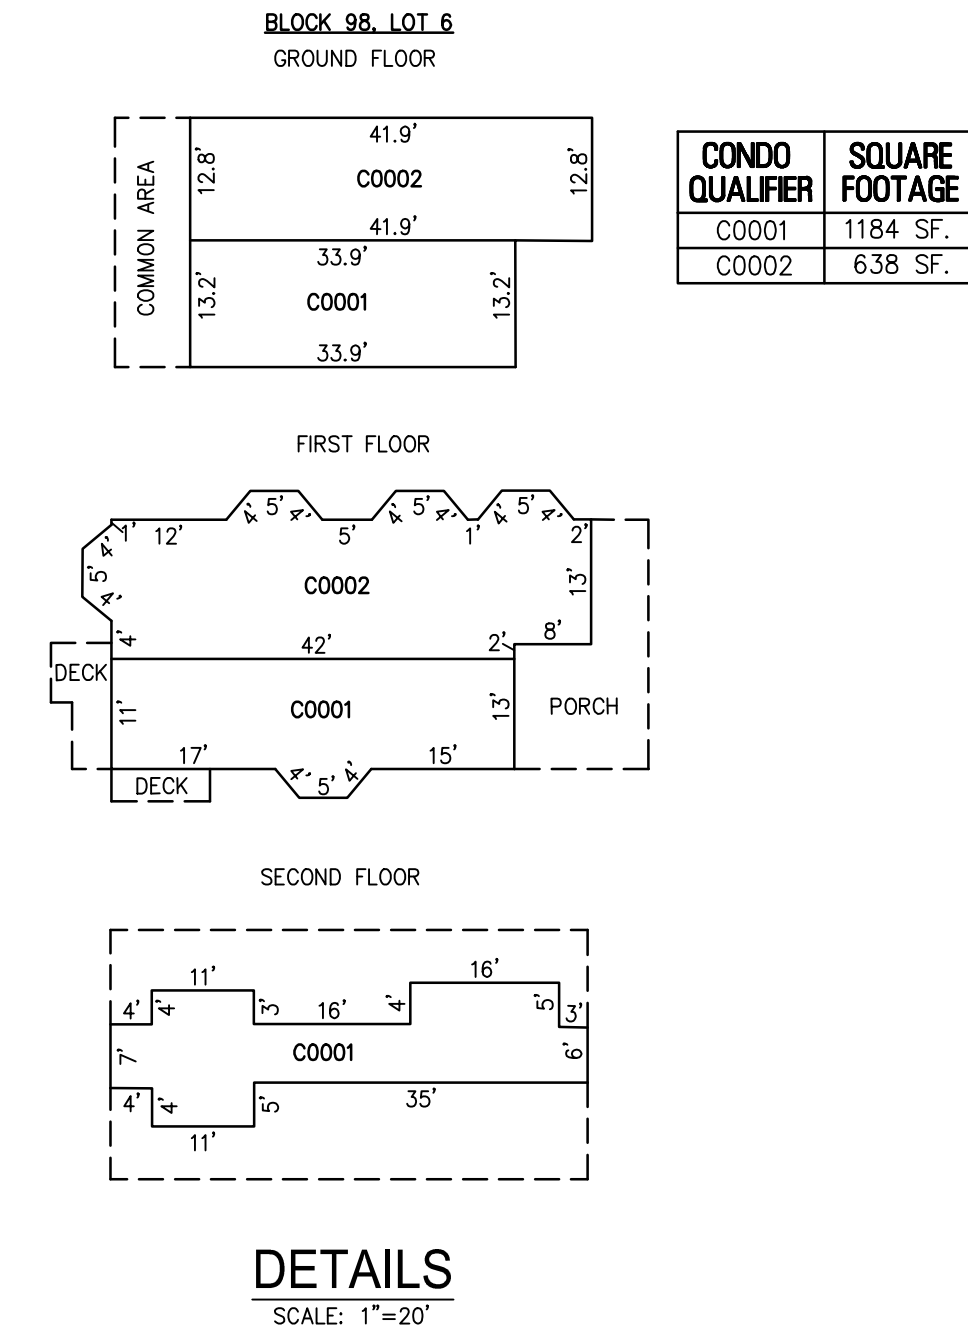 BLOCK 98, LOT 6
GROUND FLOOR
COMMON AREA
41.9'
12.8'
C0002
12.8'
41.9'
33.9'
13.2'
C0001
13.2'
33.9'
CONDO QUALIFIER
SQUARE FOOTAGE
C0001 1184 SF.
C0002 638 SF.
FIRST FLOOR
4' 5' 4'
4' 5' 4'
4' 5' 4'
1' 12' 5' 1' 2'
4'
5'
4'
C0002
13'
4'
42'
2' 8'
DECK
C0001
11'
13'
PORCH
17'
15'
4' 5' 4'
DECK
SECOND FLOOR
11'
16'
4' 4'
3' 16' 4'
5' 3'
7'
C0001
6'
4' 4'
5'
35'
11'
DETAILS
SCALE: 1"=20'